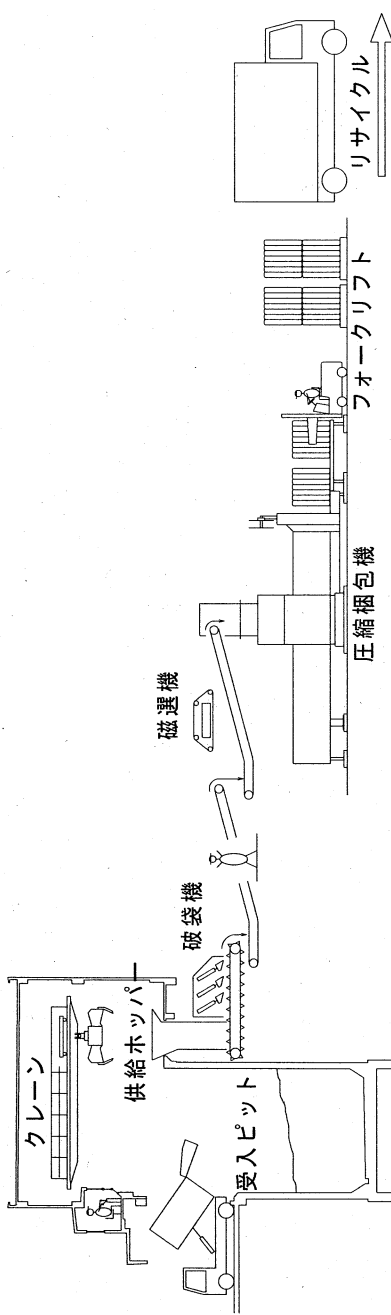 クレーン
供給ホッパー
受入ピット
破袋機
磁選機
圧縮梱包機
フォークリフト
リサイクル